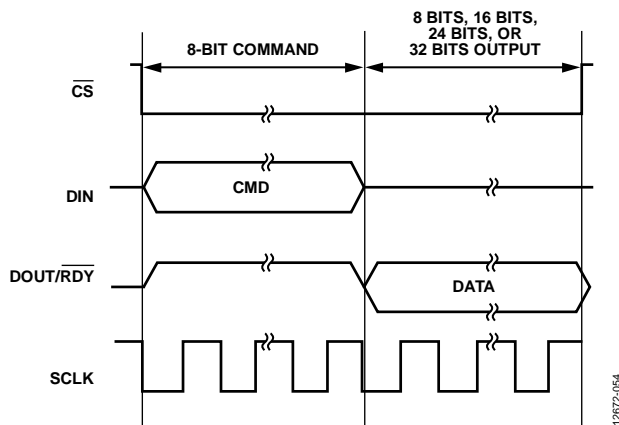 8 BITS, 16 BITS,
24 BITS, OR
8-BIT COMMAND 32 BITS OUTPUT
CS
DIN CMD
DOUT/RDY DATA
SCLK
12672-054